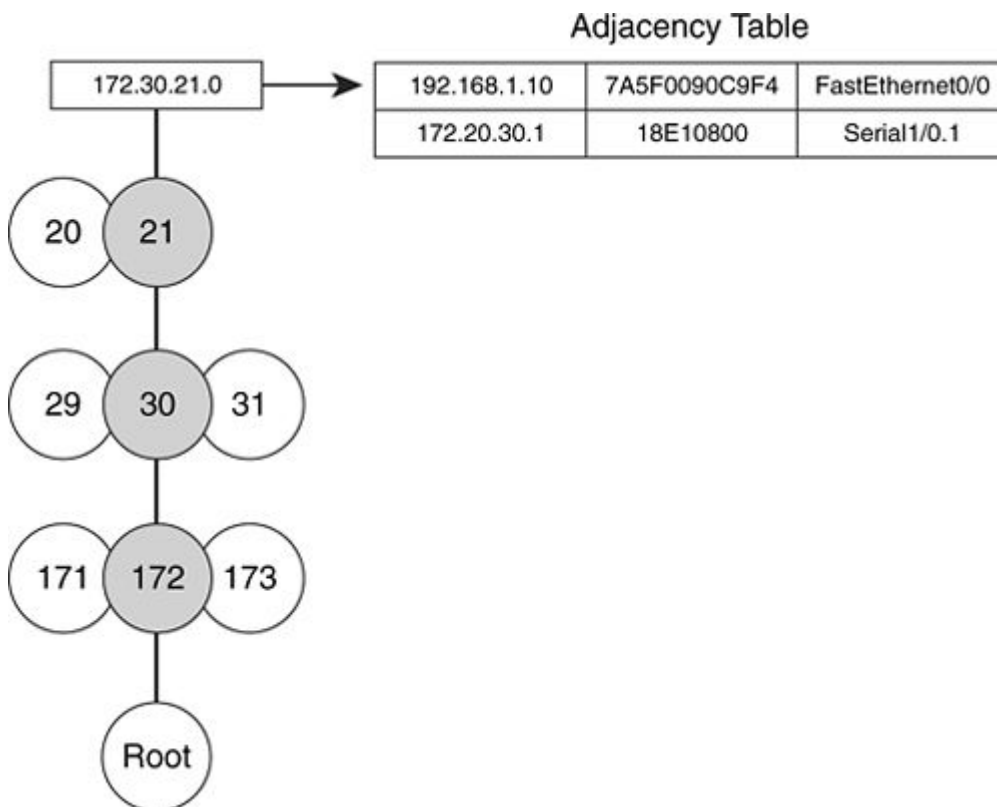 Adjacency Table
172.30.21.0 192.168.1.10 7A5F0090C9F4 FastEthernet0/0
172.20.30.1 18E10800 Serial1/0.1
20 21
29 30 31
171 172 173
Root